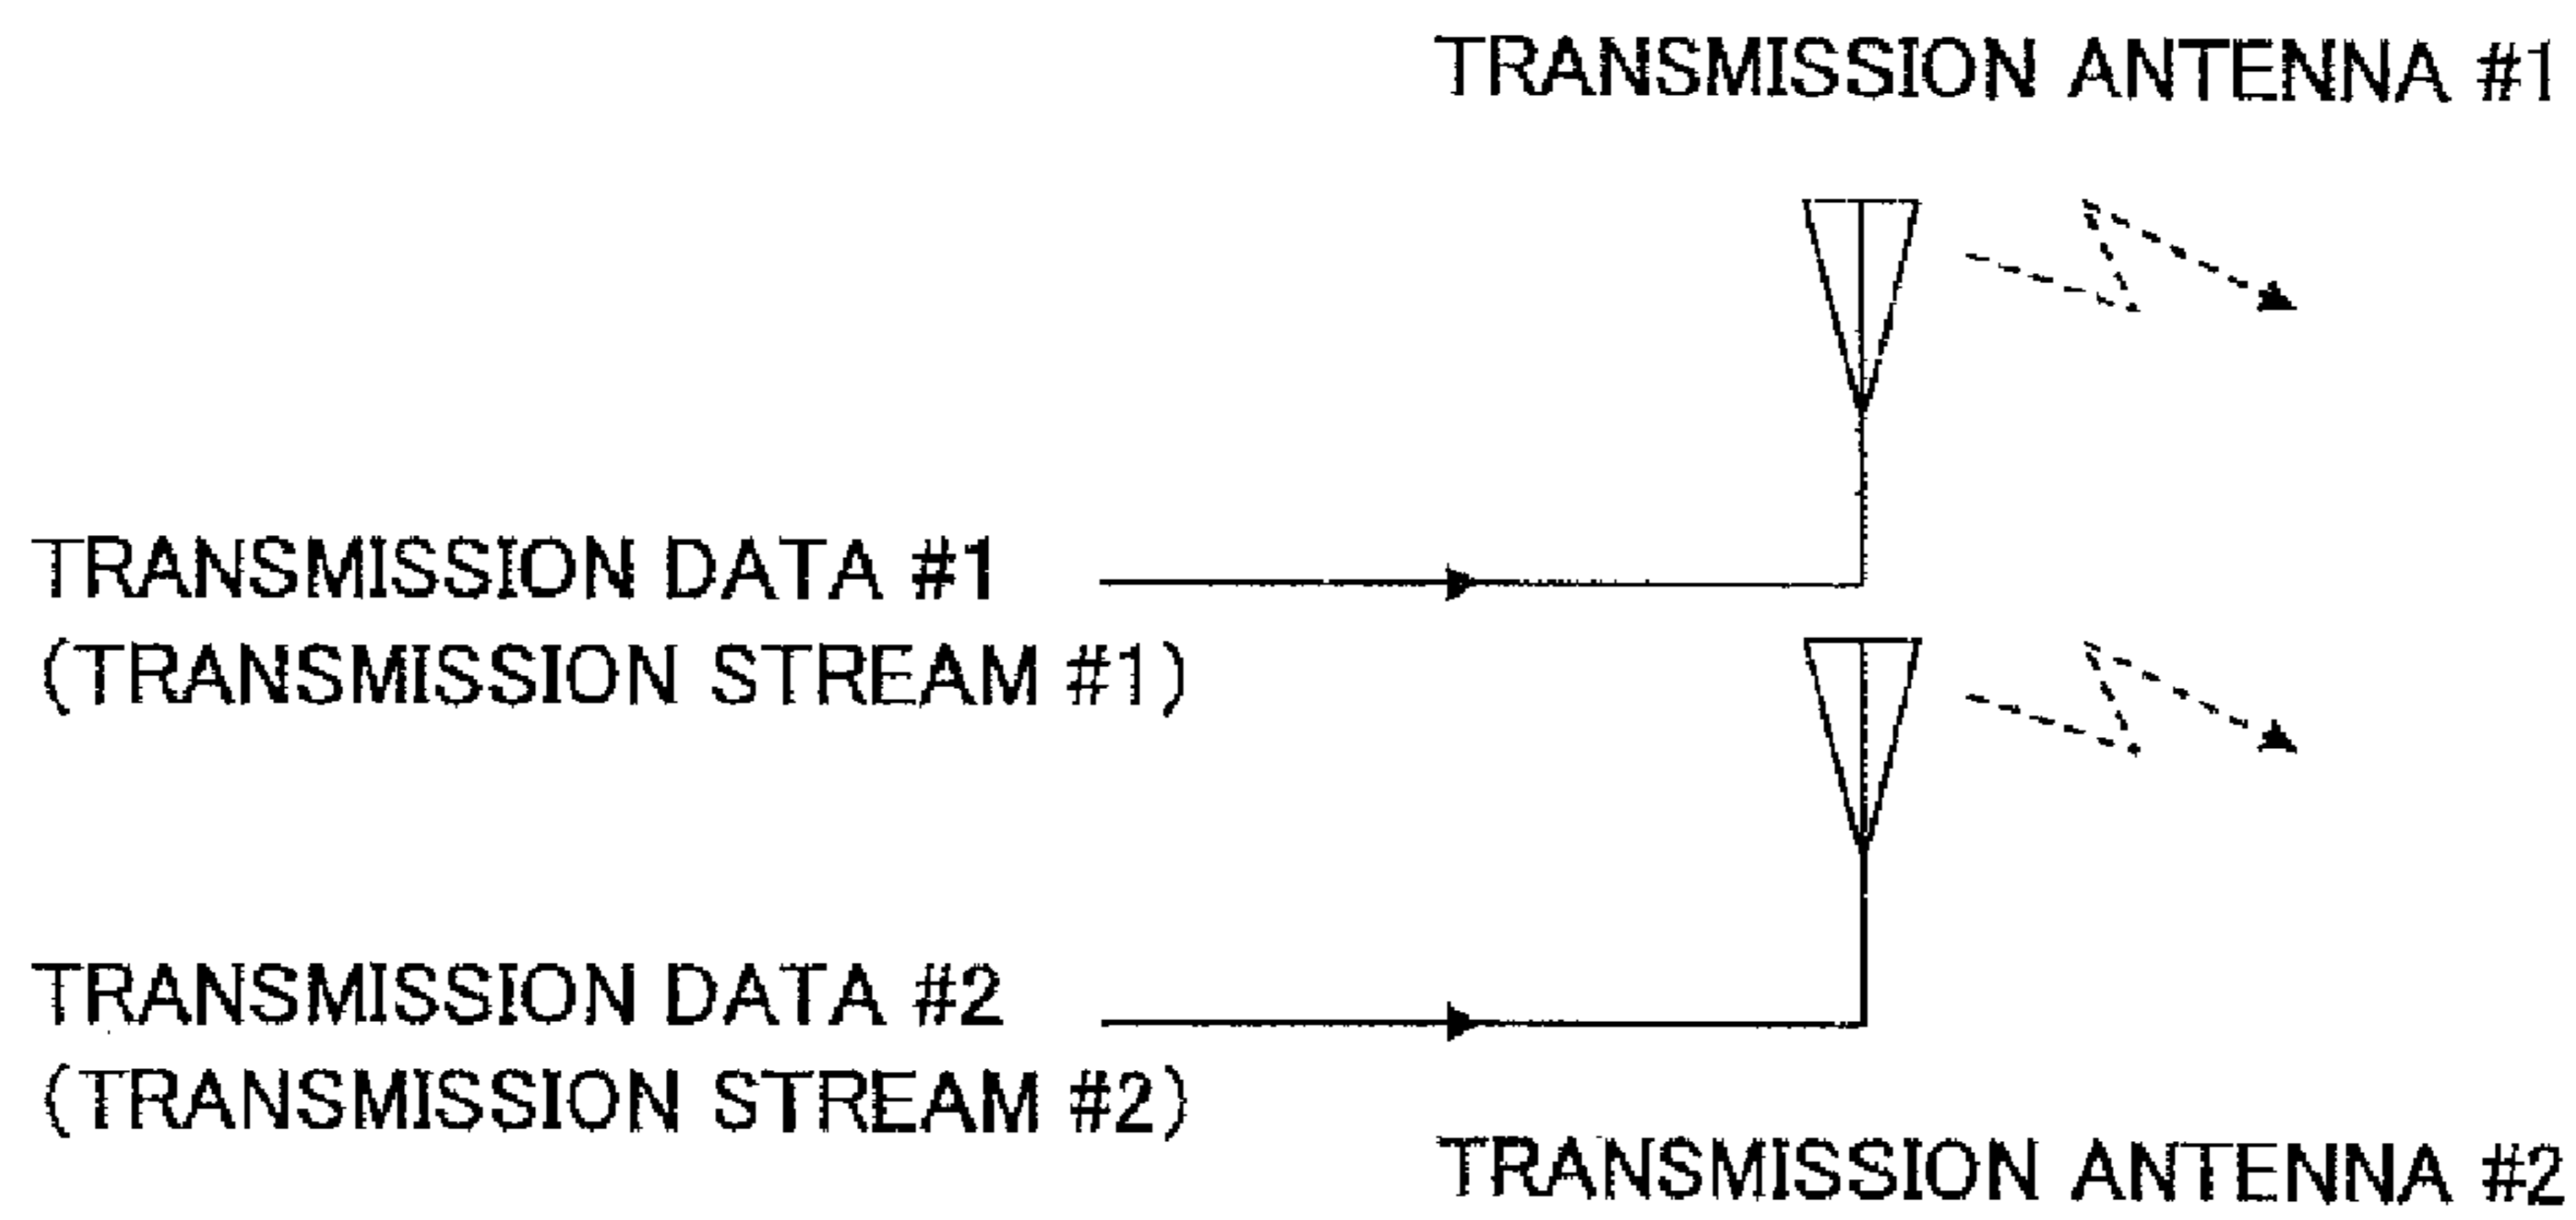 TRANSMISSION ANTENNA #1
TRANSMISSION DATA #1
(TRANSMISSION STREAM #1)
TRANSMISSION DATA #2
(TRANSMISSION STREAM #2)
TRANSMISSION ANTENNA #2